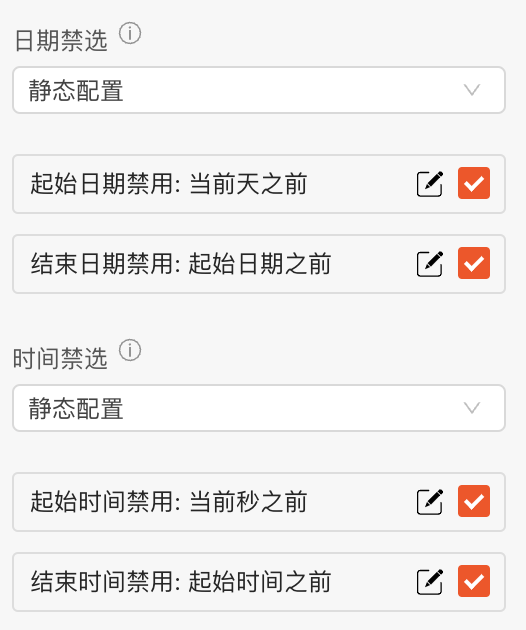 日期禁选
静态配置
起始日期禁用: 当前天之前
结束日期禁用: 起始日期之前
时间禁选
静态配置
起始时间禁用: 当前秒之前
结束时间禁用: 起始时间之前